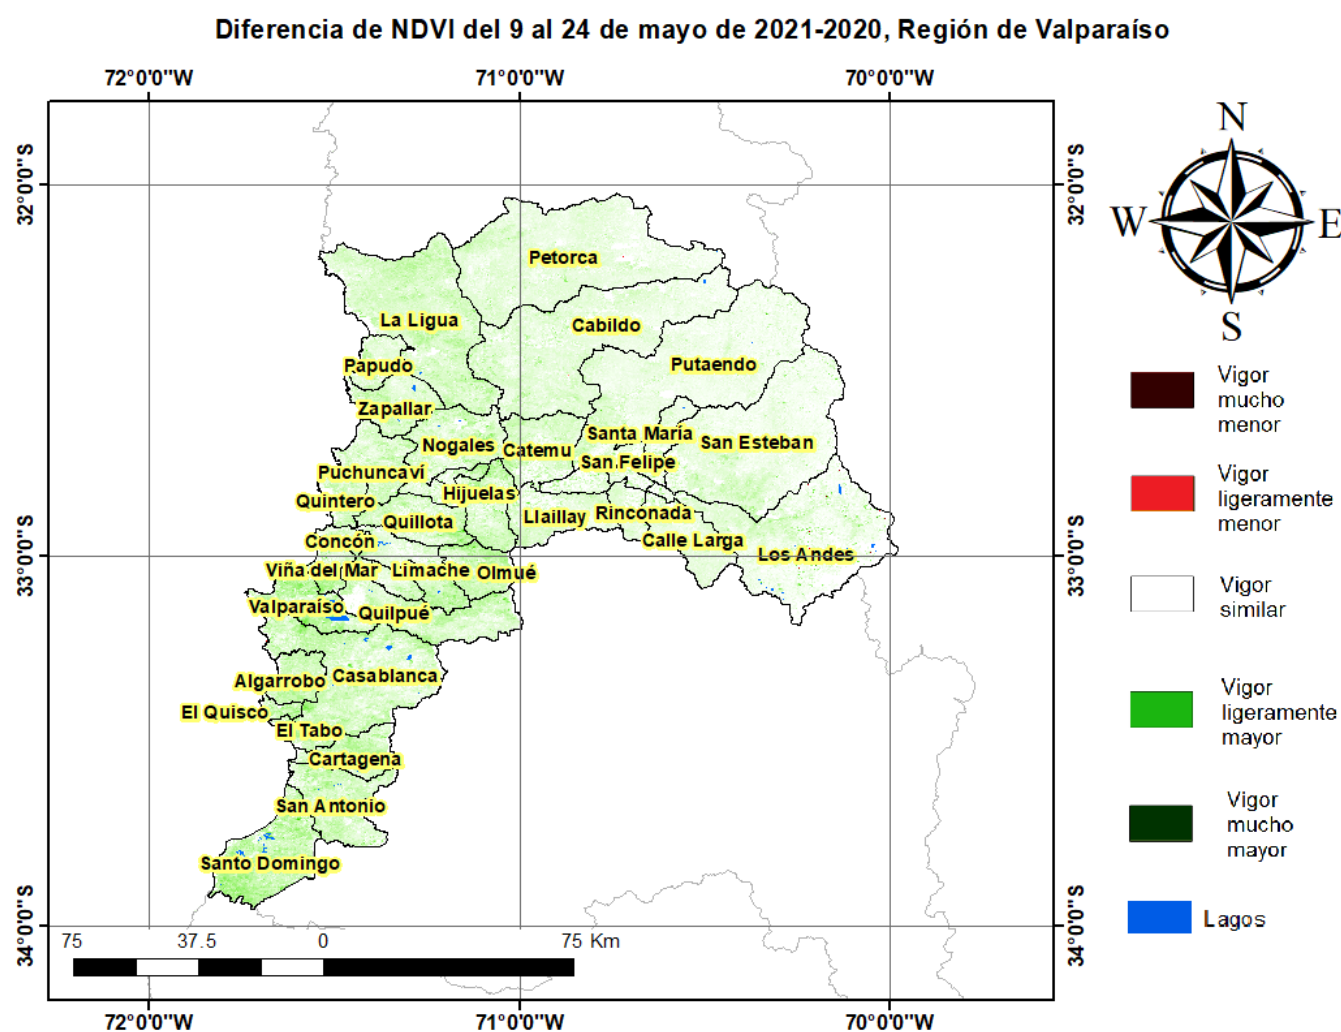 Diferencia de NDVI del 9 al 24 de mayo de 2021-2020, Región de Valparaíso
72°0'0"W 71°0'0"W 70°0'0"W
32°0'0"S 32°0'0"S
33°0'0"S 33°0'0"S
34°0'0"S 34°0'0"S
Petorca
La Ligua
Cabildo
Papudo
Putaendo
Zapallar
Santa María
Nogales
Catemu
San Esteban
San Felipe
Puchuncaví
Hijuelas
Quintero
Quillota
Llaillay
Rinconada
Concón
Calle Larga
Los Andes
Viña del Mar
Limache
Olmué
Valparaíso
Quilpué
Algarrobo
Casablanca
El Quisco
El Tabo
Cartagena
San Antonio
Santo Domingo
75 37.5 0 75 Km
72°0'0"W 71°0'0"W 70°0'0"W
N
W E
S
Vigor
mucho
menor
Vigor
ligeramente
menor
Vigor
similar
Vigor
ligeramente
mayor
Vigor
mucho
mayor
Lagos